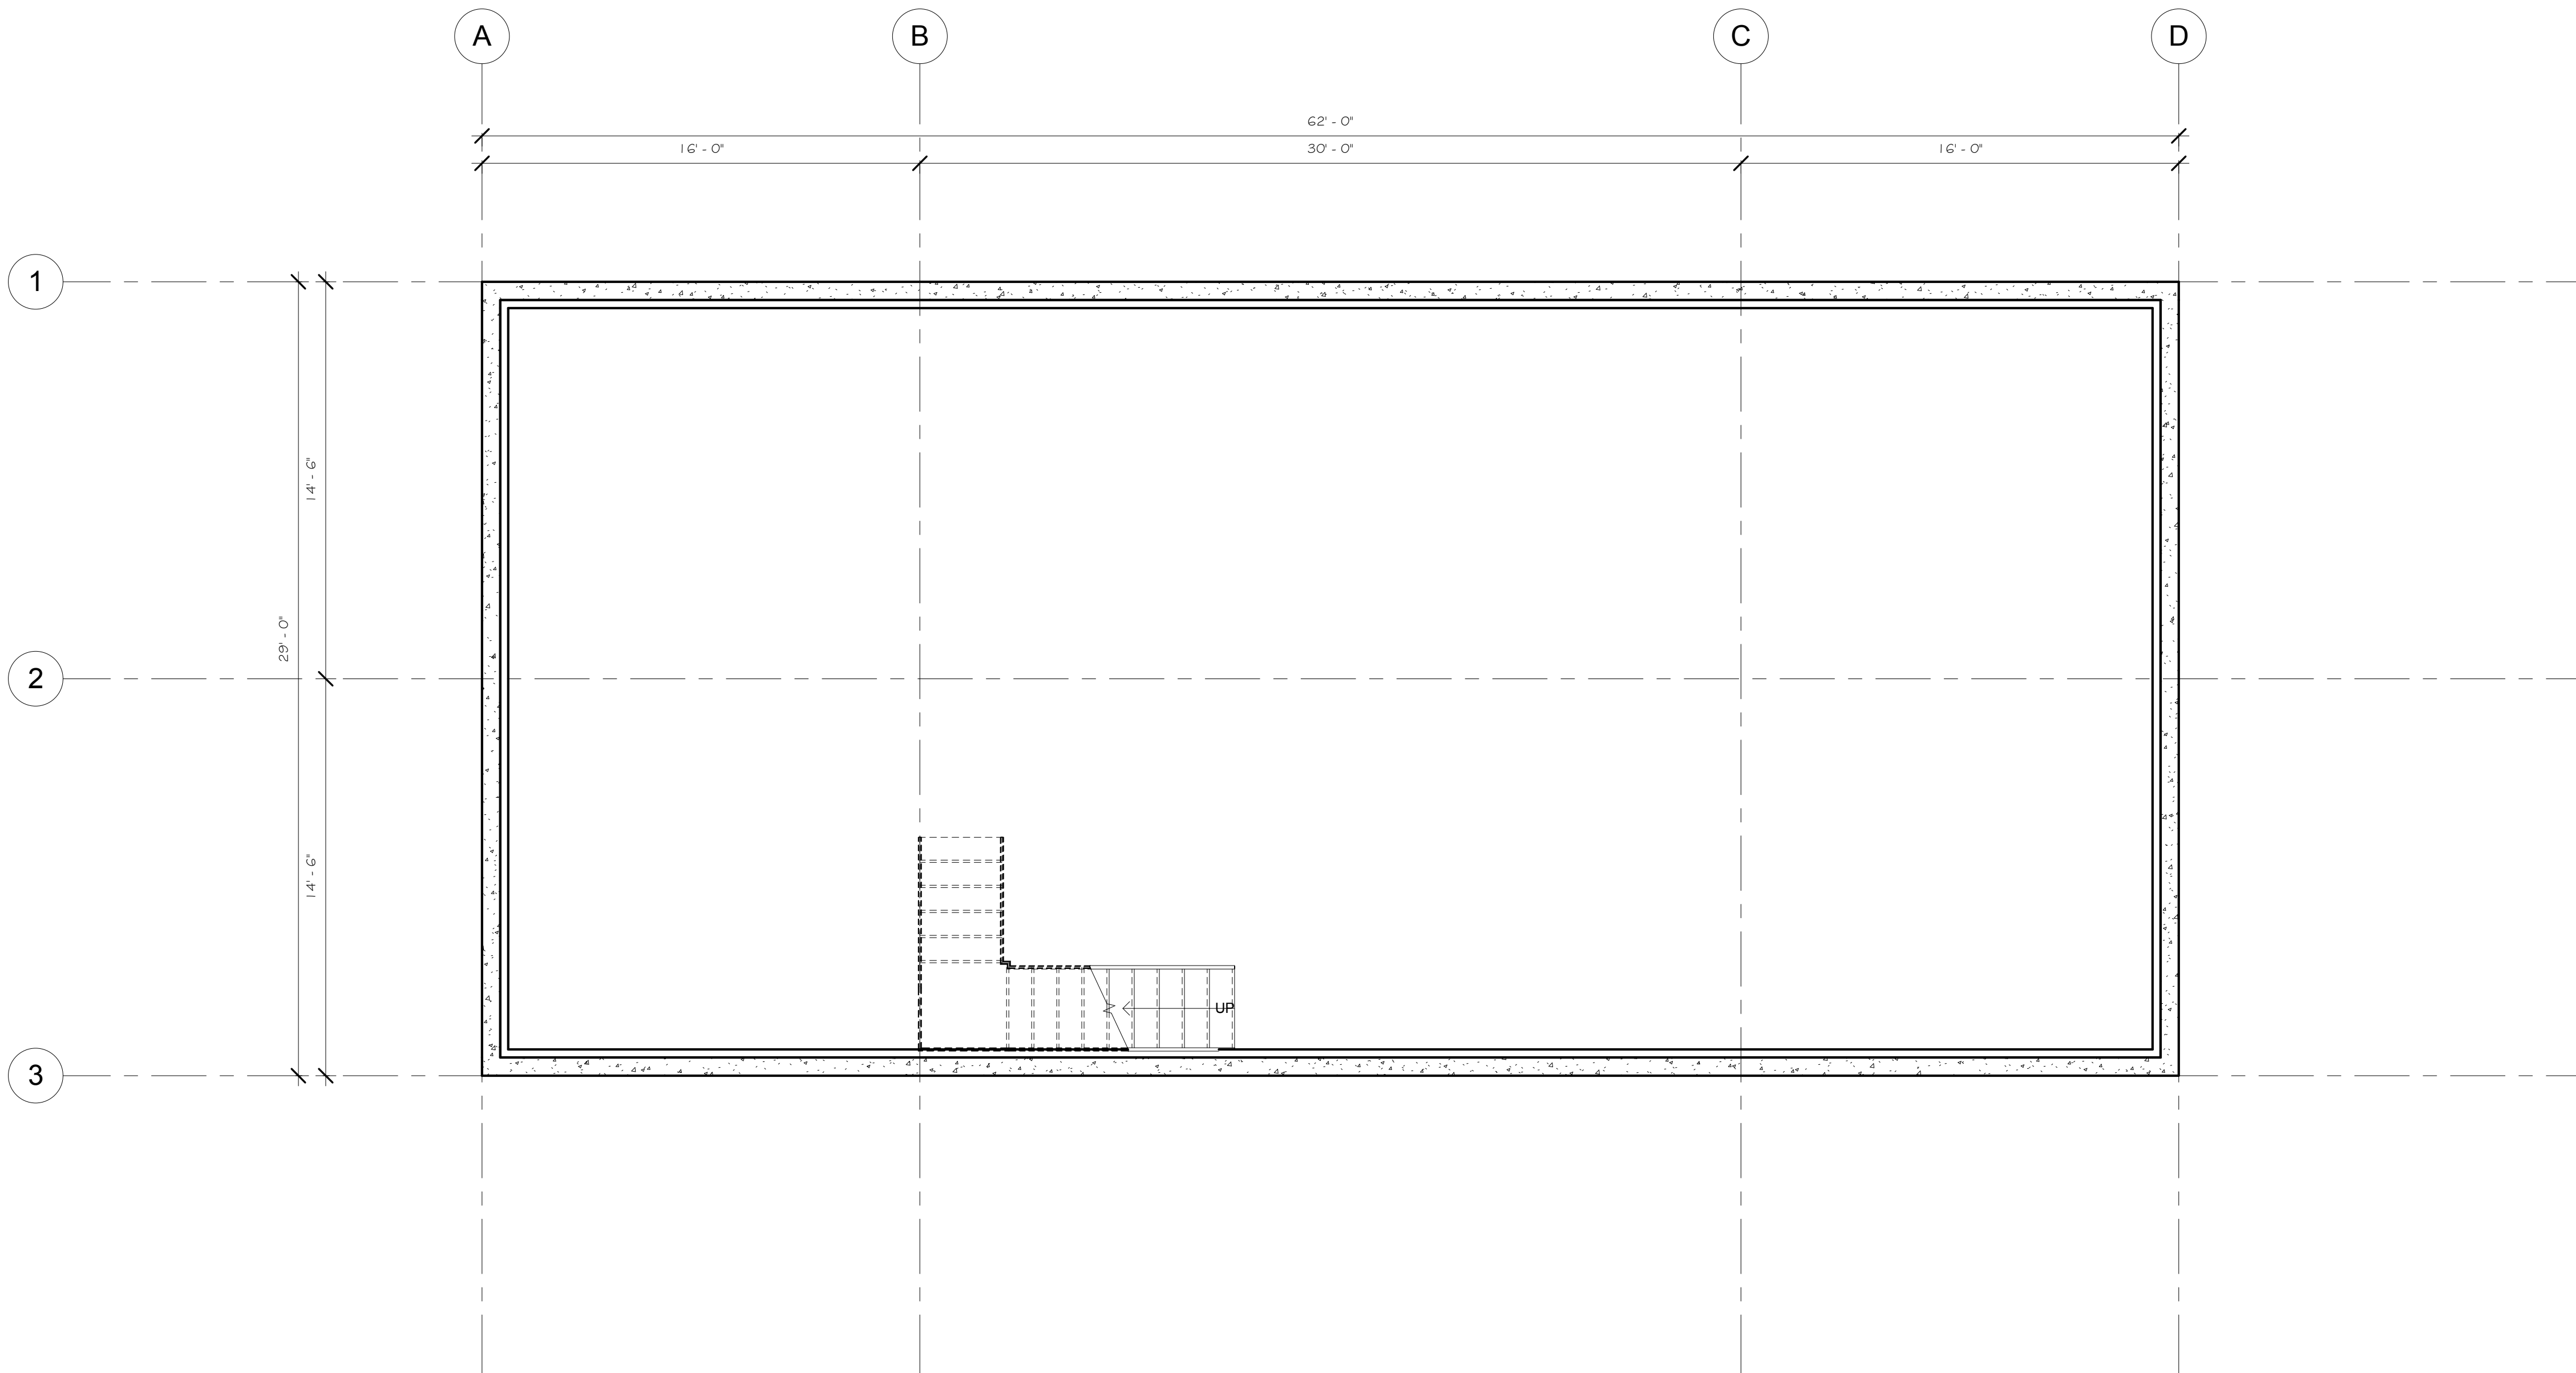 A B C D
62' - 0"
16' - 0" 30' - 0" 16' - 0"
1
14' - 6"
29' - 0"
2
14' - 6"
UP
3